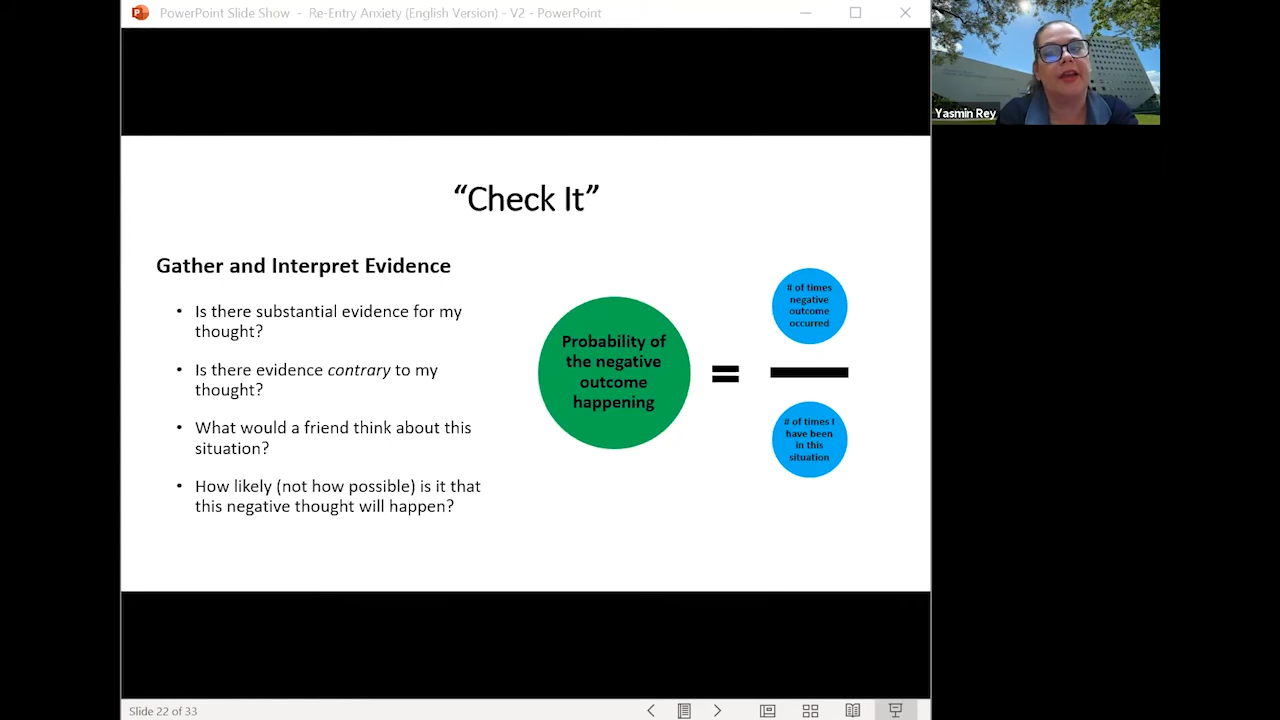 PowerPoint Slide Show - Re-Entry Anxiety (English Version) - V2 - PowerPoint
Yasmin Rey
“Check It”
Gather and Interpret Evidence
• Is there substantial evidence for my
thought?
• Is there evidence contrary to my
thought?
• What would a friend think about this
situation?
• How likely (not how possible) is it that
this negative thought will happen?
Probability of
the negative
outcome
happening
=
# of times
negative
outcome
occurred
# of times I
have been
in this
situation
Slide 22 of 33